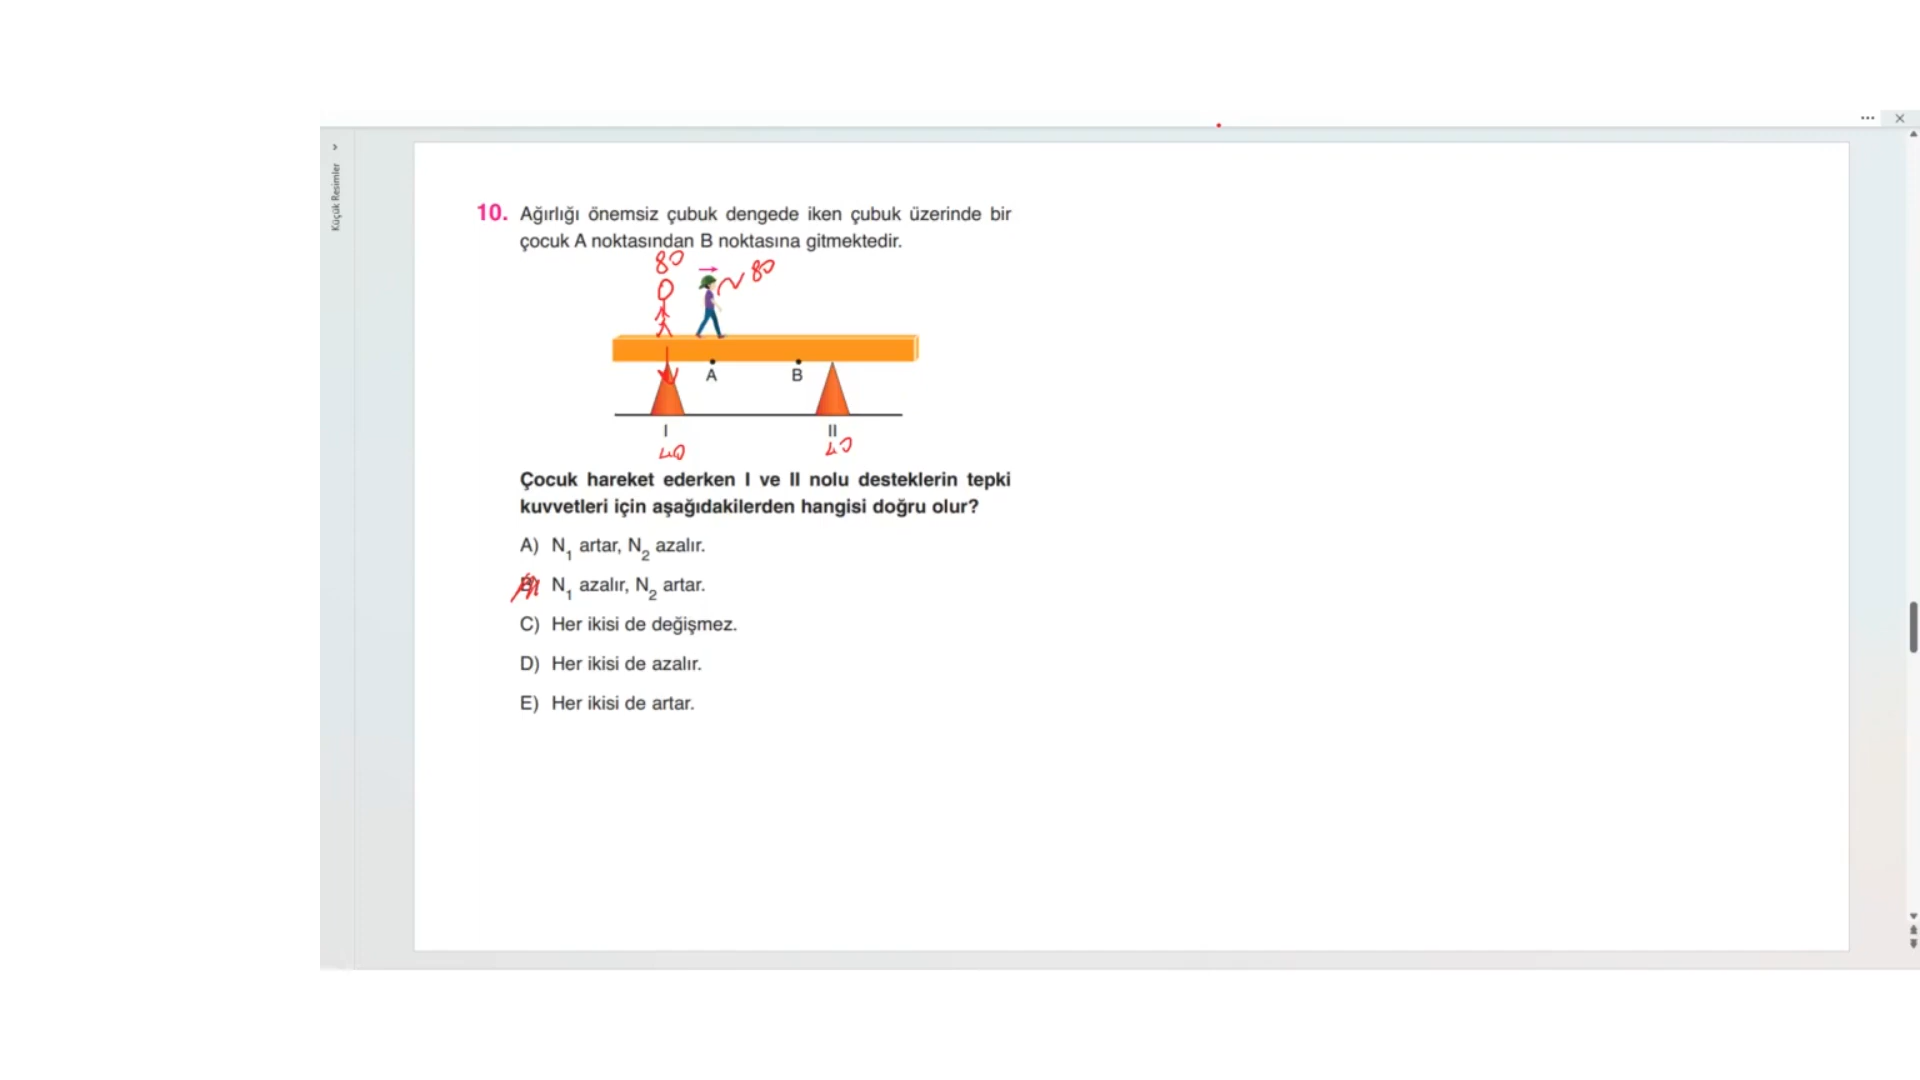 Küçük Resimler
10. Ağırlığı önemsiz çubuk dengede iken çubuk üzerinde bir
çocuk A noktasından B noktasına gitmektedir.
80
80
A
B
I
II
40
40
Çocuk hareket ederken I ve II nolu desteklerin tepki
kuvvetleri için aşağıdakilerden hangisi doğru olur?
A) N1 artar, N2 azalır.
B) N1 azalır, N2 artar.
C) Her ikisi de değişmez.
D) Her ikisi de azalır.
E) Her ikisi de artar.